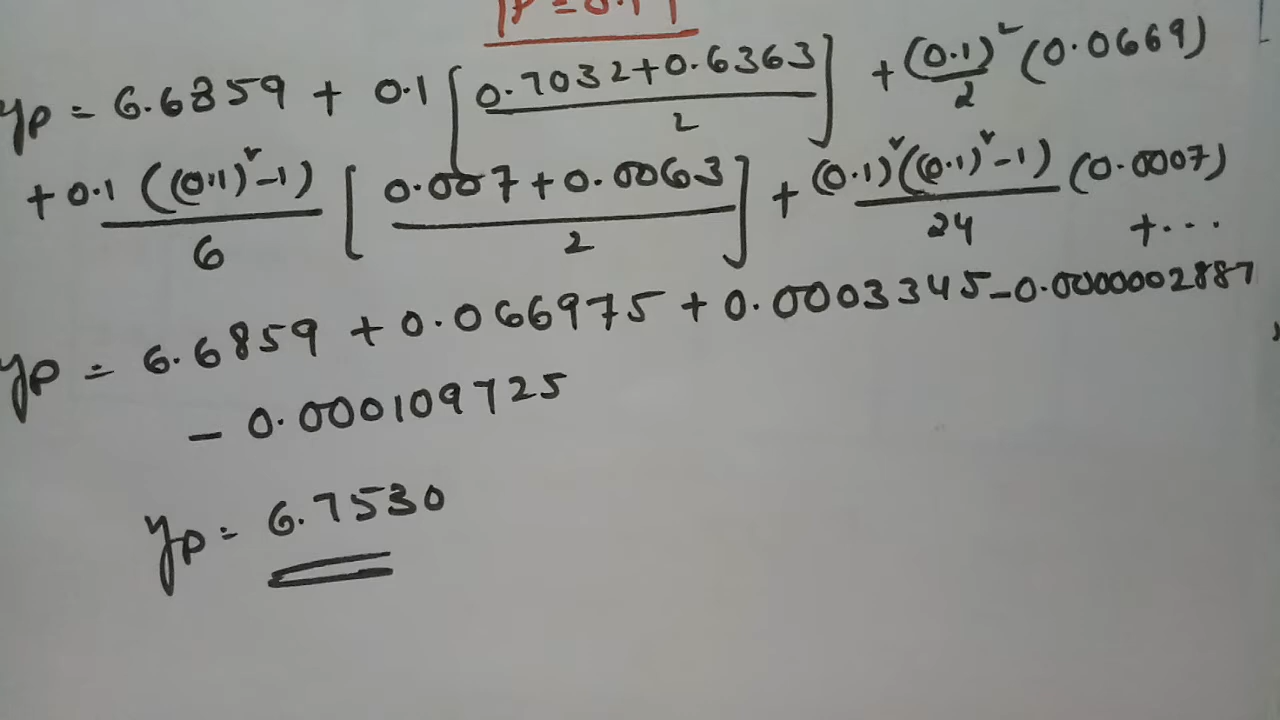 yp = 6.6859 + 0.1 [ (0.7032+0.6363)/2 ] + (0.1)²/2 (0.0669)
+ 0.1 ((0.1)²-1)/6 [ (0.007+0.0063)/2 ] + (0.1)²((0.1)²-1)/24 (0.0007)
+...
yp = 6.6859 + 0.066975 + 0.0003345-0.0000002887
- 0.000109725
yp = 6.7530